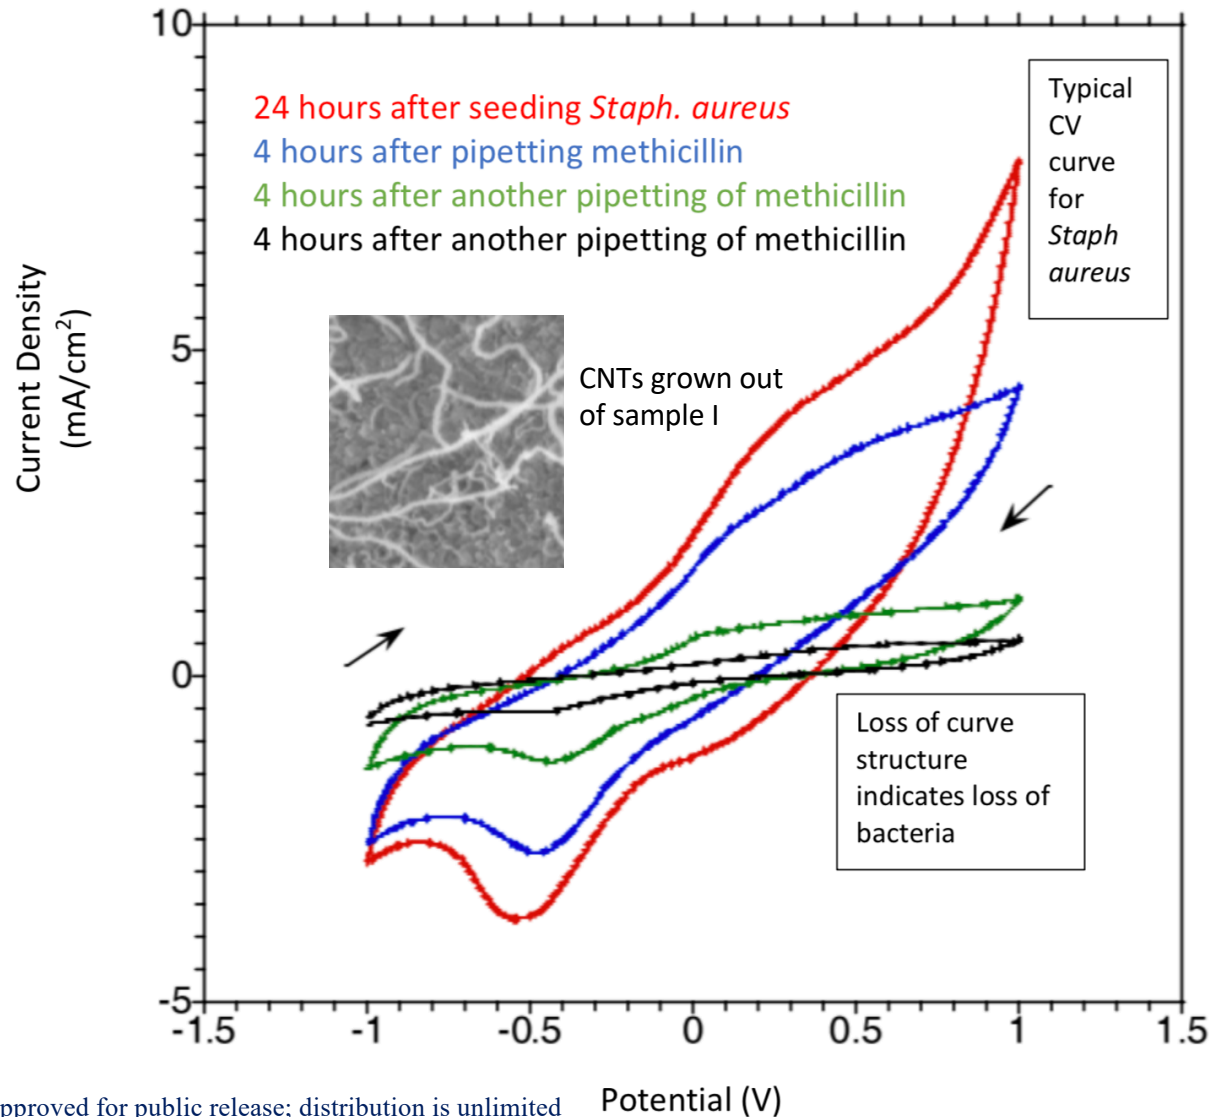 10
5
0
-5
-1.5
-1
-0.5
0
0.5
1
1.5
Current Density
(mA/cm²)
24 hours after seeding Staph. aureus
4 hours after pipetting methicillin
4 hours after another pipetting of methicillin
4 hours after another pipetting of methicillin
Typical
CV
curve
for
Staph
aureus
CNTs grown out
of sample I
Loss of curve
structure
indicates loss of
bacteria
Potential (V)
pproved for public release; distribution is unlimited